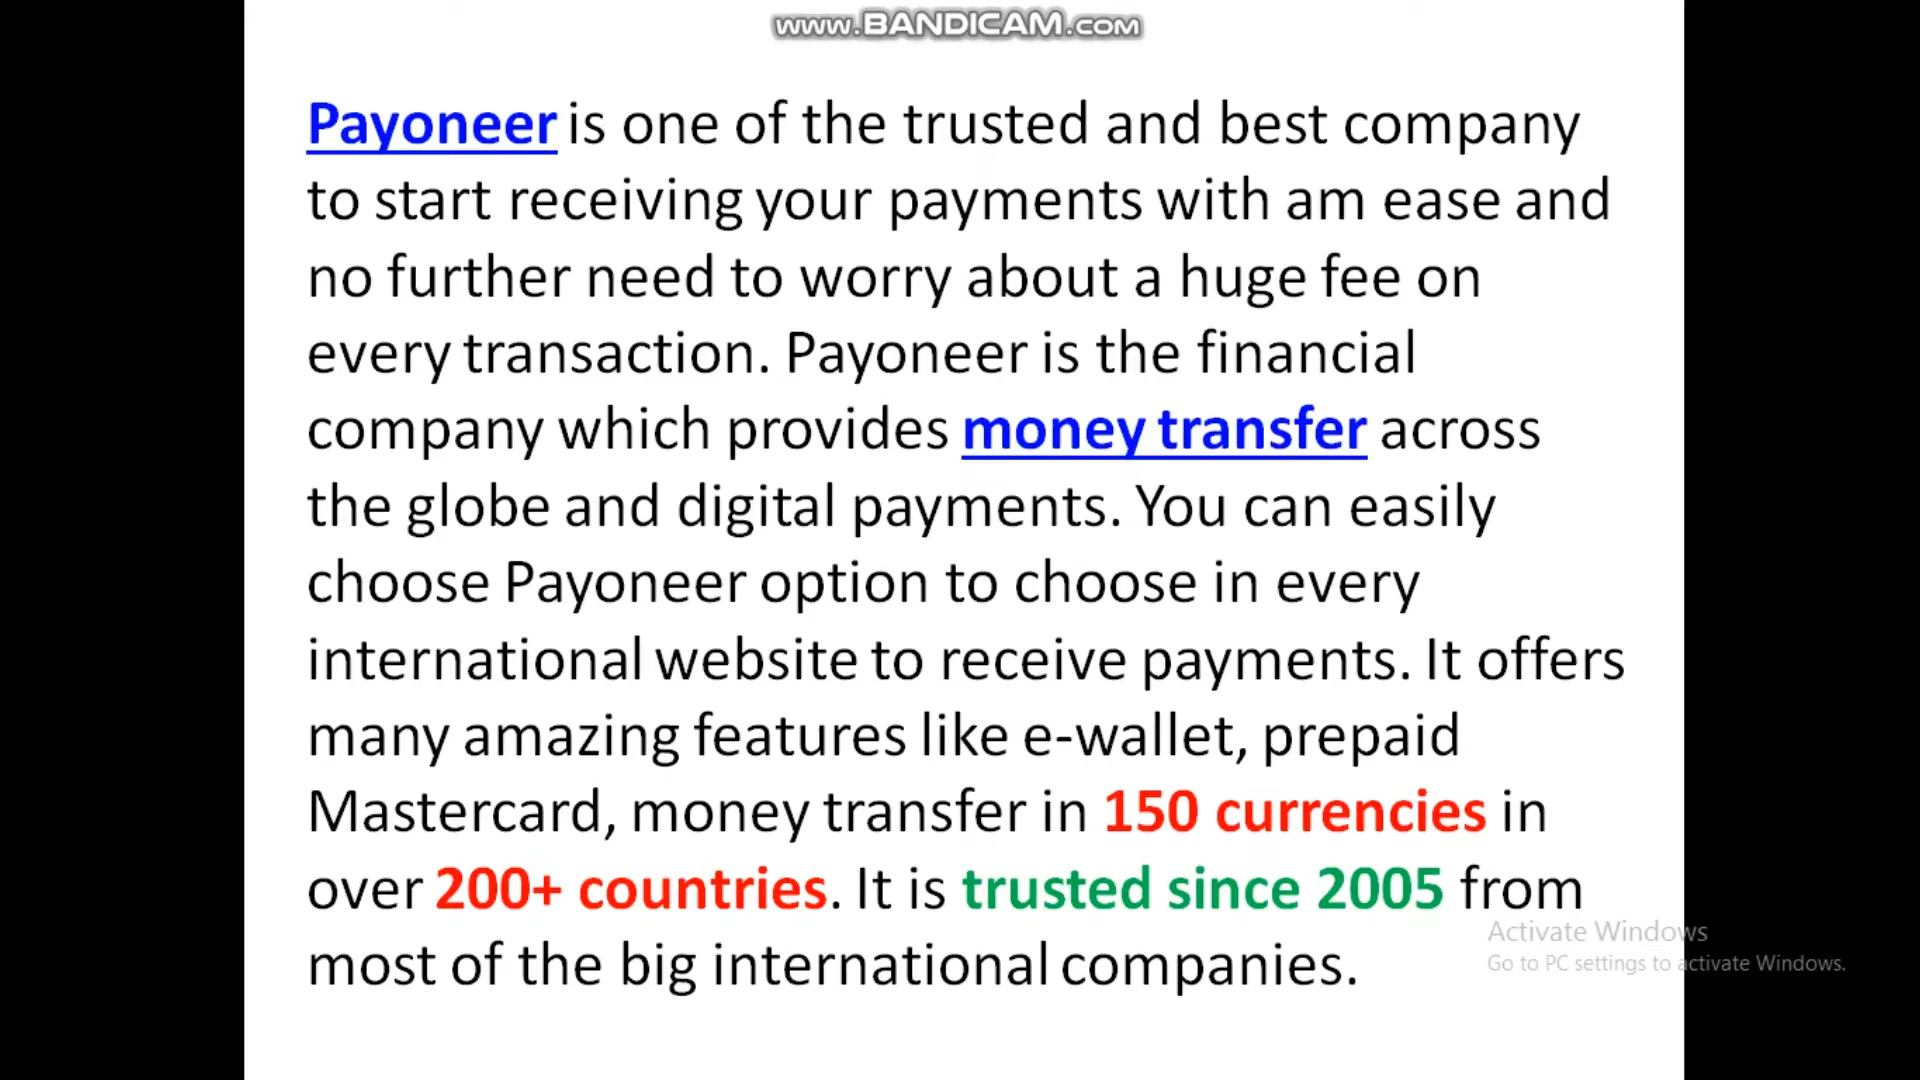 www.BANDICAM.com
Payoneer is one of the trusted and best company
to start receiving your payments with am ease and
no further need to worry about a huge fee on
every transaction. Payoneer is the financial
company which provides money transfer across
the globe and digital payments. You can easily
choose Payoneer option to choose in every
international website to receive payments. It offers
many amazing features like e-wallet, prepaid
Mastercard, money transfer in 150 currencies in
over 200+ countries. It is trusted since 2005 from
most of the big international companies.
Activate Windows
Go to PC settings to activate Windows.